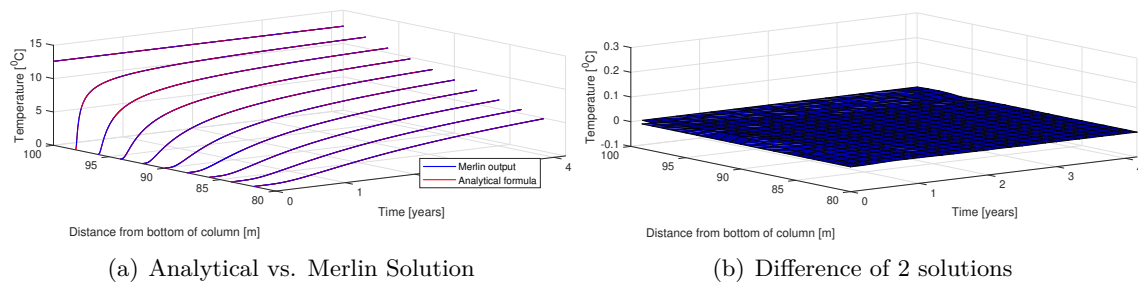 15
10
5
0
Temperature [⁰C]
100
95
90
85
80
0
1
4
Merlin output
Analytical formula
Time [years]
Distance from bottom of column [m]
(a) Analytical vs. Merlin Solution
0.3
0.2
0.1
0
-0.1
Temperature [⁰C]
100
95
90
85
80
0
1
2
3
4
Time [years]
Distance from bottom of column [m]
(b) Difference of 2 solutions